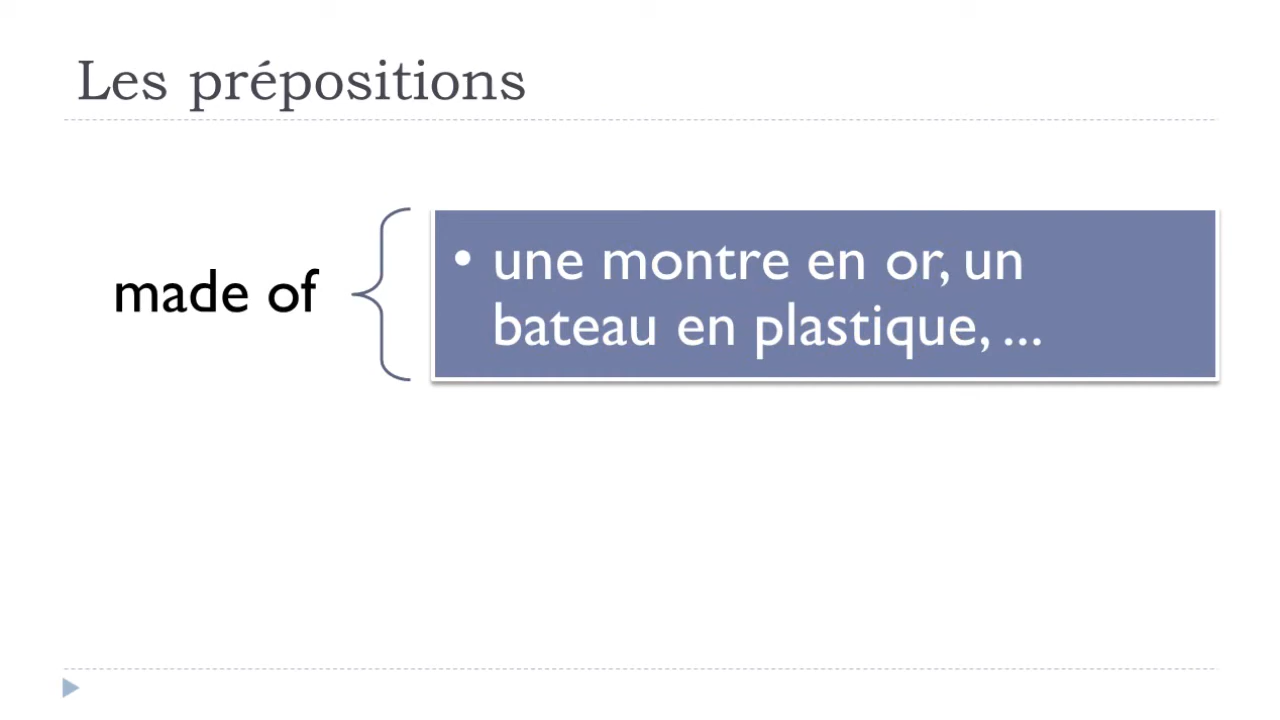 Les prépositions
made of
• une montre en or, un
bateau en plastique, ...